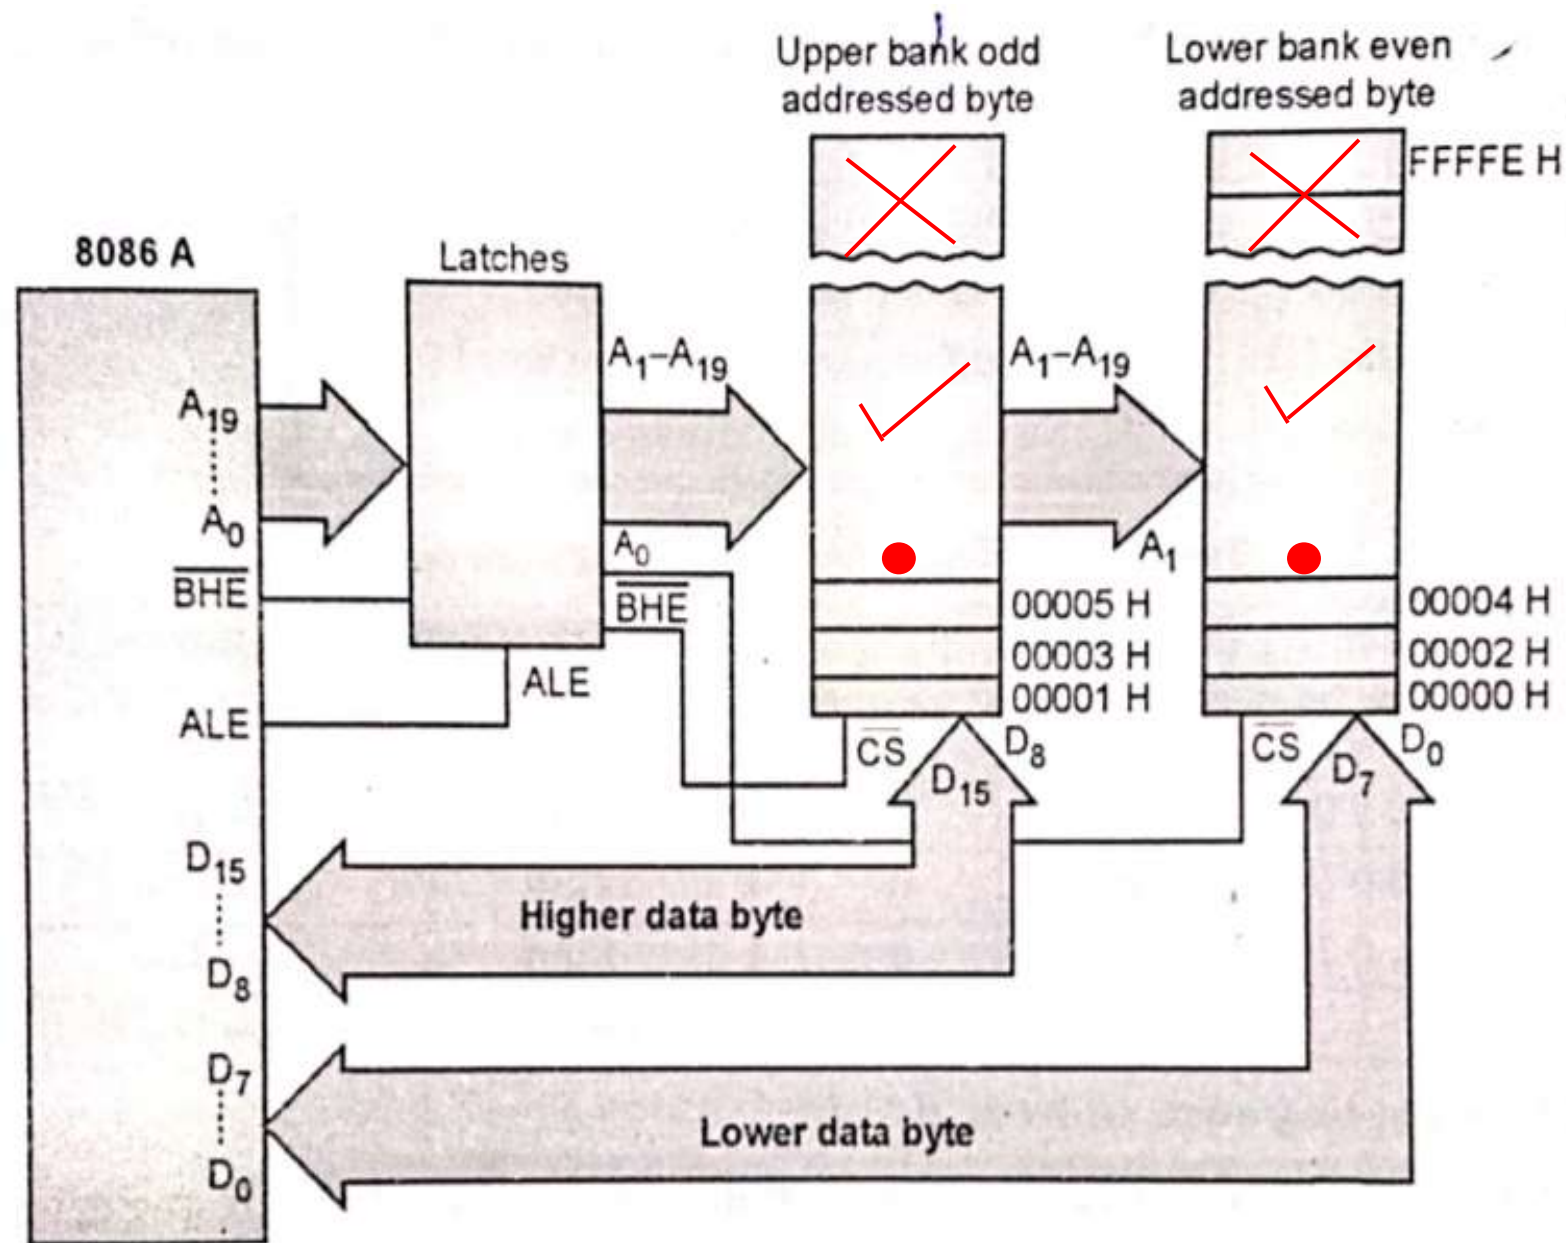 Upper bank odd
addressed byte
Lower bank even
addressed byte
FFFFE H
8086 A
Latches
A19
A0
BHE
ALE
A1–A19
A0
BHE
ALE
A1–A19
A1
00005 H
00003 H
00001 H
00004 H
00002 H
00000 H
CS
D15
D8
CS
D7
D0
D15
D8
Higher data byte
D7
D0
Lower data byte